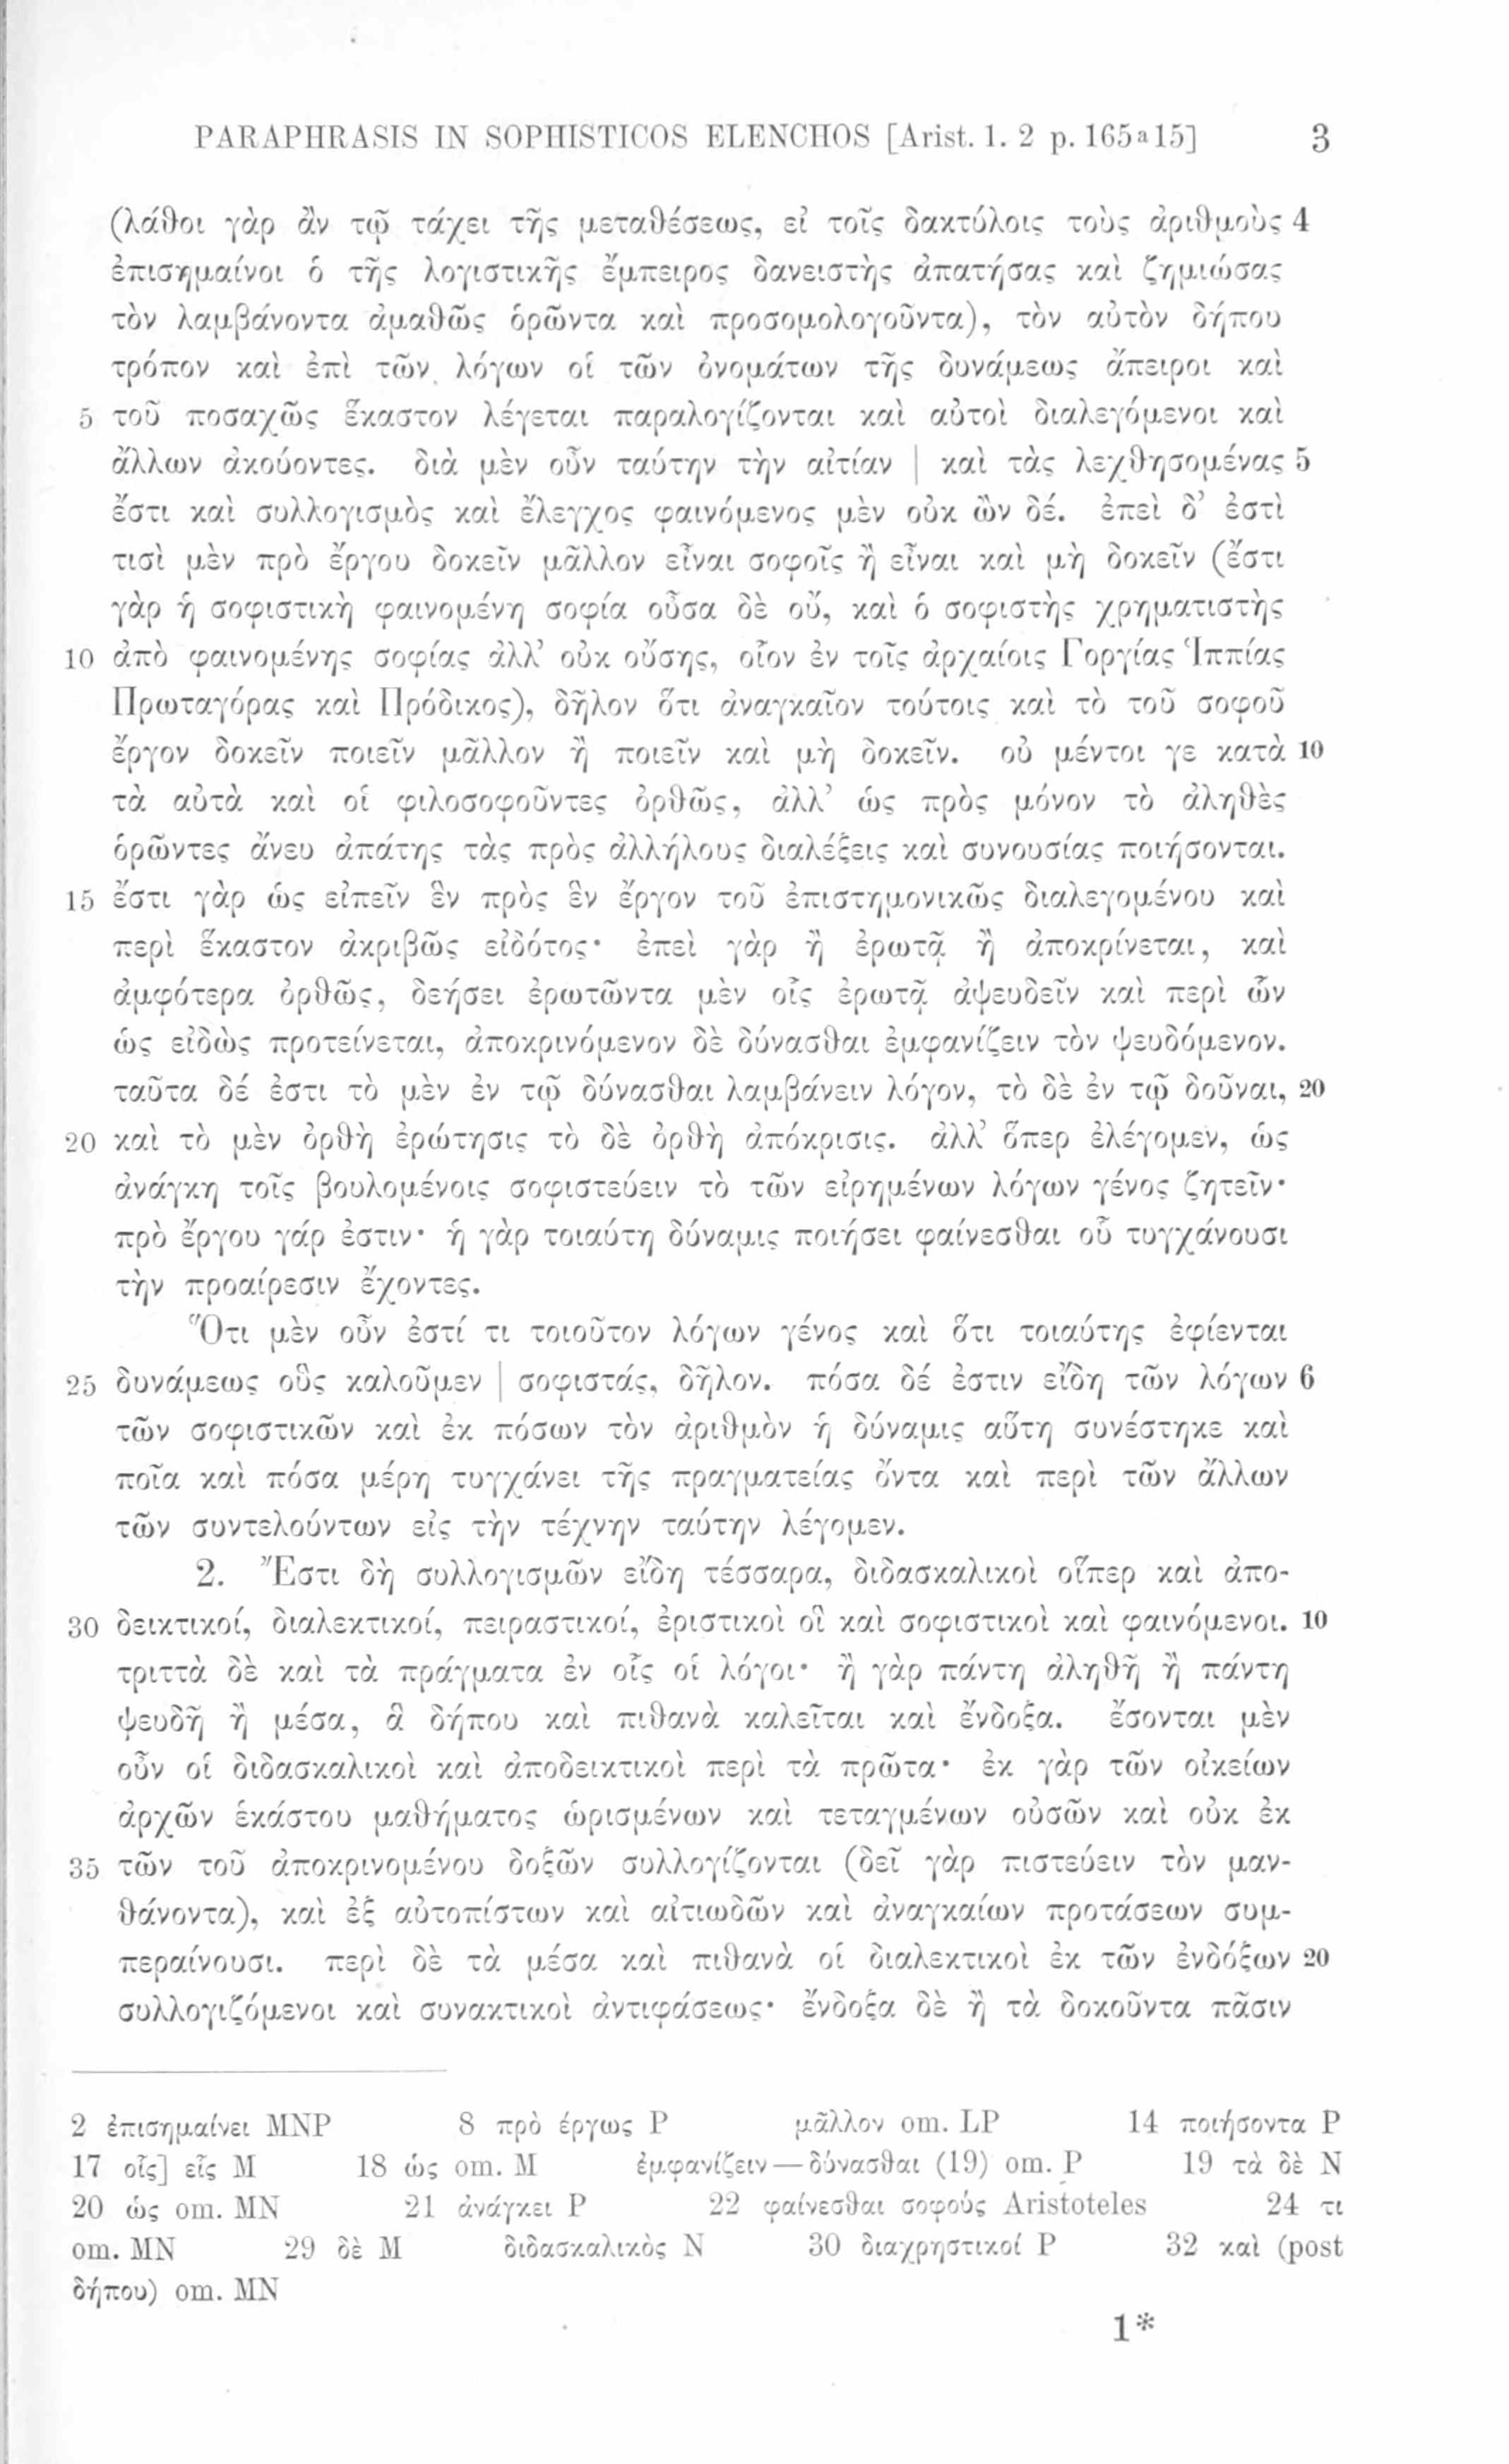 PARAPHRASIS IN SOPHISTICOS ELENCHOS [Arist. 1. 2 p. 165a15] 3
(λάθοι γὰρ ἂν τῷ τάχει τῆς μεταθέσεως, εἰ τοῖς δακτύλοις τοὺς ἀριθμοὺς 4
ἐπισημαίνοι ὁ τῆς λογιστικῆς ἔμπειρος δανειστὴς ἀπατήσας καὶ ζημιώσας
τὸν λαμβάνοντα ἀμαθῶς ὁρῶντα καὶ προσομολογοῦντα), τὸν αὐτὸν δήπου
τρόπον καὶ ἐπὶ τῶν λόγων οἱ τῶν ὀνομάτων τῆς δυνάμεως ἄπειροι καὶ
5 τοῦ ποσαχῶς ἕκαστον λέγεται παραλογίζονται καὶ αὐτοὶ διαλεγόμενοι καὶ
ἄλλων ἀκούοντες. διὰ μὲν οὖν ταύτην τὴν αἰτίαν | καὶ τὰς λεχθησομένας 5
ἔστι καὶ συλλογισμὸς καὶ ἔλεγχος φαινόμενος μὲν οὐκ ὢν δέ. ἐπεὶ δ’ ἐστὶ
τισὶ μὲν πρὸ ἔργου δοκεῖν μᾶλλον εἶναι σοφοῖς ἢ εἶναι καὶ μὴ δοκεῖν (ἔστι
γὰρ ἡ σοφιστικὴ φαινομένη σοφία οὖσα δὲ οὔ, καὶ ὁ σοφιστὴς χρηματιστὴς
10 ἀπὸ φαινομένης σοφίας ἀλλ’ οὐκ οὔσης, οἷον ἐν τοῖς ἀρχαίοις Γοργίας Ἱππίας
Πρωταγόρας καὶ Πρόδικος), δῆλον ὅτι ἀναγκαῖον τούτοις καὶ τὸ τοῦ σοφοῦ
ἔργον δοκεῖν ποιεῖν μᾶλλον ἢ ποιεῖν καὶ μὴ δοκεῖν. οὐ μέντοι γε κατὰ 10
τὰ αὐτὰ καὶ οἱ φιλοσοφοῦντες ὀρθῶς, ἀλλ’ ὡς πρὸς μόνον τὸ ἀληθὲς
ὁρῶντες ἄνευ ἀπάτης τὰς πρὸς ἀλλήλους διαλέξεις καὶ συνουσίας ποιήσονται.
15 ἔστι γὰρ ὡς εἰπεῖν ἓν πρὸς ἓν ἔργον τοῦ ἐπιστημονικῶς διαλεγομένου καὶ
περὶ ἕκαστον ἀκριβῶς εἰδότος· ἐπεὶ γὰρ ἢ ἐρωτᾷ ἢ ἀποκρίνεται, καὶ
ἀμφότερα ὀρθῶς, δεήσει ἐρωτῶντα μὲν οἷς ἐρωτᾷ ἀψευδεῖν καὶ περὶ ὧν
ὡς εἰδὼς προτείνεται, ἀποκρινόμενον δὲ δύνασθαι ἐμφανίζειν τὸν ψευδόμενον.
ταῦτα δέ ἐστι τὸ μὲν ἐν τῷ δύνασθαι λαμβάνειν λόγον, τὸ δὲ ἐν τῷ δοῦναι, 20
20 καὶ τὸ μὲν ὀρθὴ ἐρώτησις τὸ δὲ ὀρθὴ ἀπόκρισις. ἀλλ’ ὅπερ ἐλέγομεν, ὡς
ἀνάγκη τοῖς βουλομένοις σοφιστεύειν τὸ τῶν εἰρημένων λόγων γένος ζητεῖν·
πρὸ ἔργου γάρ ἐστιν· ἡ γὰρ τοιαύτη δύναμις ποιήσει φαίνεσθαι οὗ τυγχάνουσι
τὴν προαίρεσιν ἔχοντες.
Ὅτι μὲν οὖν ἐστί τι τοιοῦτον λόγων γένος καὶ ὅτι τοιαύτης ἐφίενται
25 δυνάμεως οὓς καλοῦμεν | σοφιστάς, δῆλον. πόσα δέ ἐστιν εἴδη τῶν λόγων 6
τῶν σοφιστικῶν καὶ ἐκ πόσων τὸν ἀριθμὸν ἡ δύναμις αὕτη συνέστηκε καὶ
ποῖα καὶ πόσα μέρη τυγχάνει τῆς πραγματείας ὄντα καὶ περὶ τῶν ἄλλων
τῶν συντελούντων εἰς τὴν τέχνην ταύτην λέγομεν.
2. Ἔστι δὴ συλλογισμῶν εἴδη τέσσαρα, διδασκαλικοὶ οἵπερ καὶ ἀπο-
30 δεικτικοί, διαλεκτικοί, πειραστικοί, ἐριστικοὶ οἳ καὶ σοφιστικοὶ καὶ φαινόμενοι. 10
τριττὰ δὲ καὶ τὰ πράγματα ἐν οἷς οἱ λόγοι· ἢ γὰρ πάντη ἀληθῆ ἢ πάντη
ψευδῆ ἢ μέσα, ἃ δήπου καὶ πιθανὰ καλεῖται καὶ ἔνδοξα. ἔσονται μὲν
οὖν οἱ διδασκαλικοὶ καὶ ἀποδεικτικοὶ περὶ τὰ πρῶτα· ἐκ γὰρ τῶν οἰκείων
ἀρχῶν ἑκάστου μαθήματος ὡρισμένων καὶ τεταγμένων οὐσῶν καὶ οὐκ ἐκ
35 τῶν τοῦ ἀποκρινομένου δοξῶν συλλογίζονται (δεῖ γὰρ πιστεύειν τὸν μαν-
θάνοντα), καὶ ἐξ αὐτοπίστων καὶ αἰτιωδῶν καὶ ἀναγκαίων προτάσεων συμ-
περαίνουσι. περὶ δὲ τὰ μέσα καὶ πιθανὰ οἱ διαλεκτικοὶ ἐκ τῶν ἐνδόξων 20
συλλογιζόμενοι καὶ συνακτικοὶ ἀντιφάσεως· ἔνδοξα δὲ ἢ τὰ δοκοῦντα πᾶσιν
2 ἐπισημαίνει MNP 8 πρὸ ἔργως P μᾶλλον om. LP 14 ποιήσοντα P
17 οἷς] εἷς M 18 ὡς om. M ἐμφανίζειν — δύνασθαι (19) om. P 19 τὰ δὲ N
20 ὡς om. MN 21 ἀνάγκει P 22 φαίνεσθαι σοφούς Aristoteles 24 τι
om. MN 29 δὲ M διδασκαλικὸς N 30 διαχρηστικοί P 32 καὶ (post
δήπου) om. MN
1*